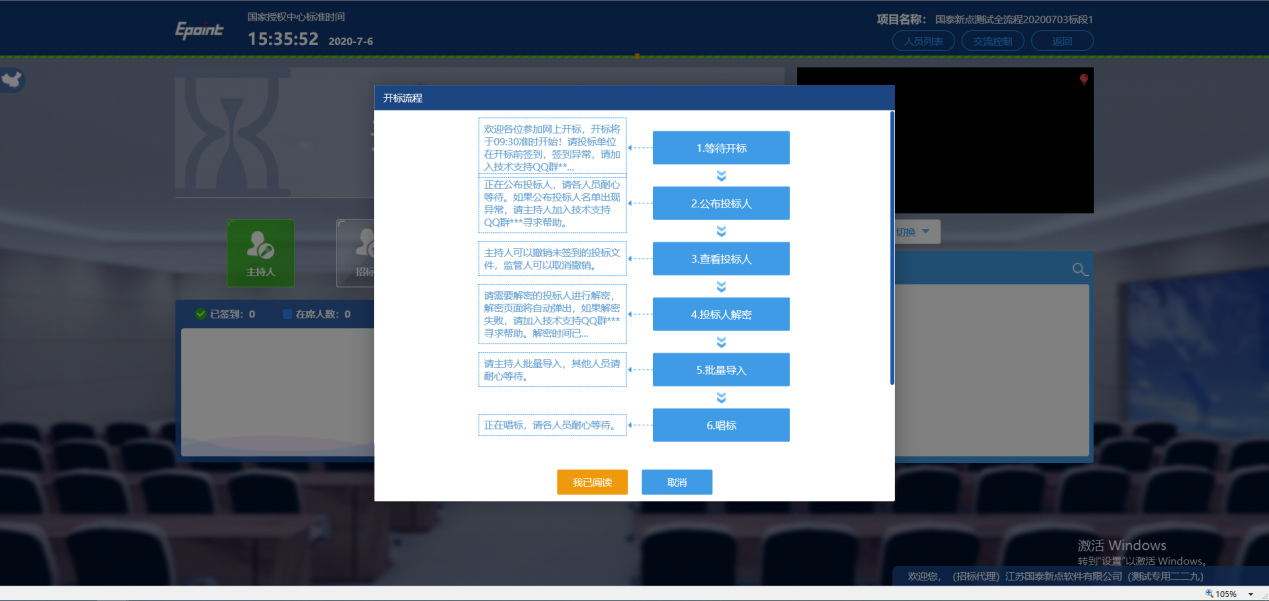 Epoint
国家授权中心标准时间
15:35:52 2020-7-6
项目名称: 国泰新点测试全流程20200703标段1
人员列表 交流控制 返回
开标流程
欢迎各位参加网上开标，开标将
于09:30准时开始！请投标单位
在开标前签到，签到异常，请加
入技术支持QQ群**...
1.等待开标
正在公布投标人，请各人员耐心
等待。如果公布投标人名单出现
异常，请主持人加入技术支持
QQ群***寻求帮助。
2.公布投标人
主持人可以撤销未签到的投标文
件，监管人可以取消撤销。
3.查看投标人
请需要解密的投标人进行解密，
解密页面将自动弹出，如果解密
失败，请加入技术支持QQ群***
寻求帮助。解密时间已...
4.投标人解密
请主持人批量导入，其他人员请
耐心等待。
5.批量导入
正在唱标，请各人员耐心等待。
6.唱标
我已阅读 取消
主持人 招标
切换
已签到: 0 在席人数: 0
激活 Windows
转到"设置"以激活 Windows。
欢迎您，(招标代理) 江苏国泰新点软件有限公司 (测试专用二二九)
105%